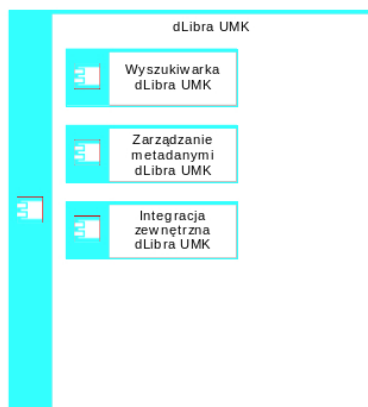 dLibra UMK
Wyszukiwarka
dLibra UMK
Zarządzanie
metadanymi
dLibra UMK
Integracja
zewnętrzna
dLibra UMK